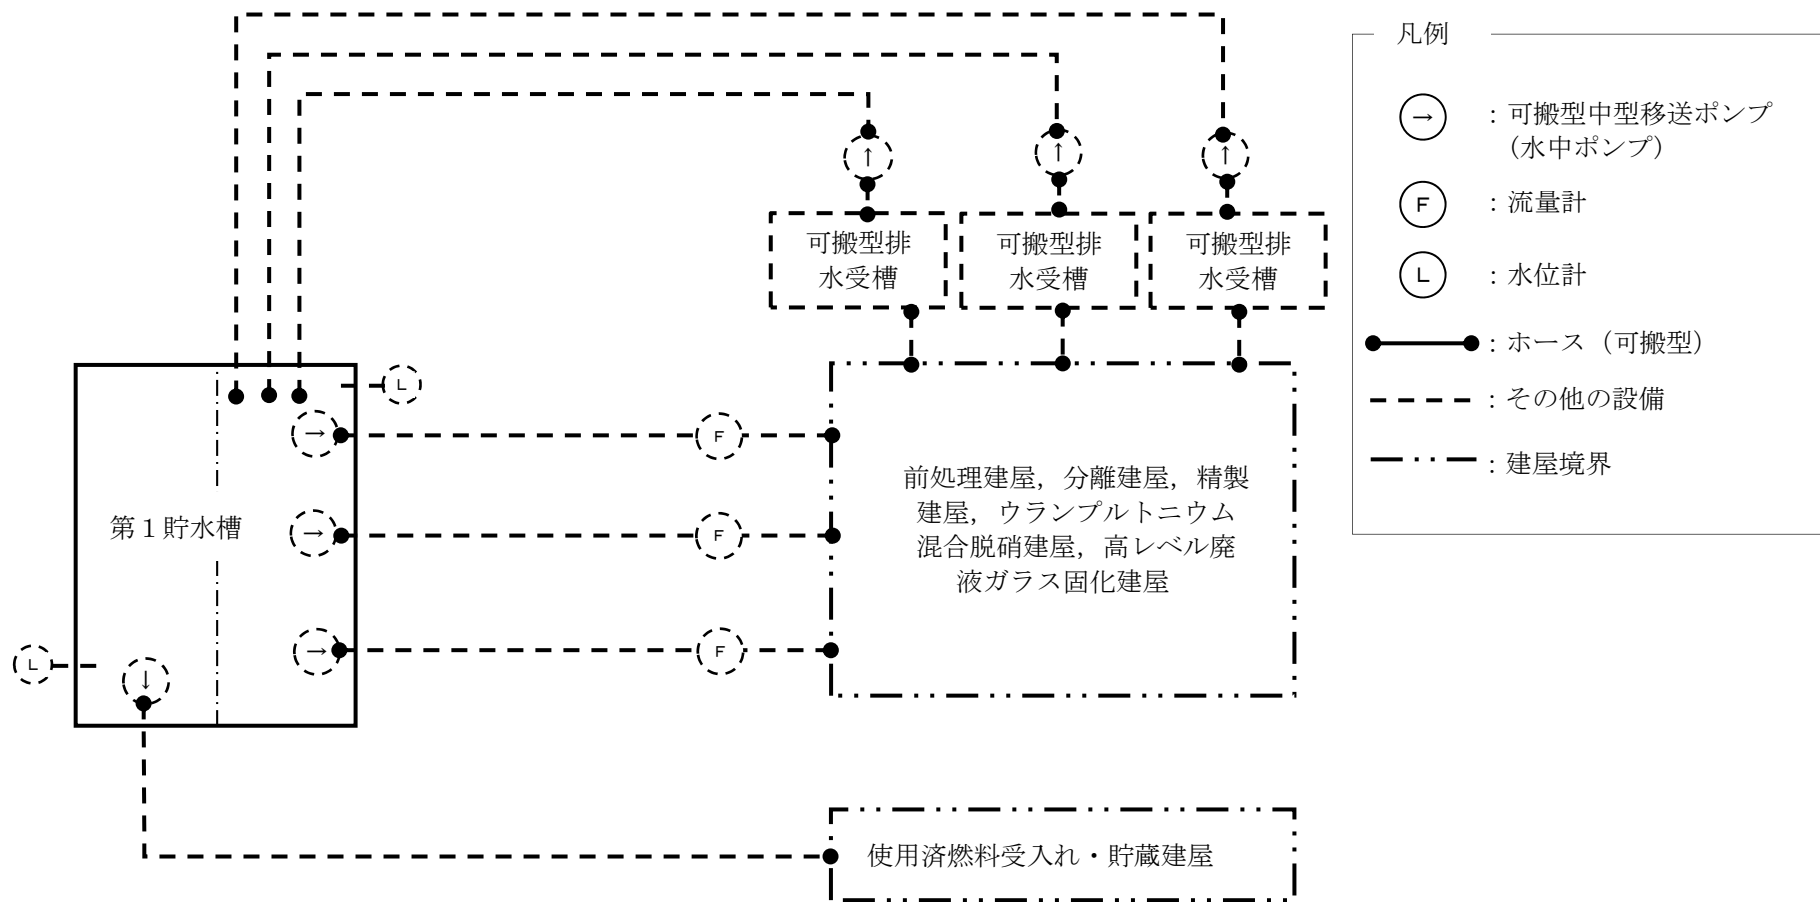 凡例
→ : 可搬型中型移送ポンプ
（水中ポンプ）
F : 流量計
L : 水位計
: ホース（可搬型）
: その他の設備
: 建屋境界
↑
↑
↑
可搬型排
水受槽
可搬型排
水受槽
可搬型排
水受槽
L
→
F
→
F
→
F
第１貯水槽
前処理建屋，分離建屋，精製
建屋，ウランプルトニウム
混合脱硝建屋，高レベル廃
液ガラス固化建屋
L
↓
使用済燃料受入れ・貯蔵建屋